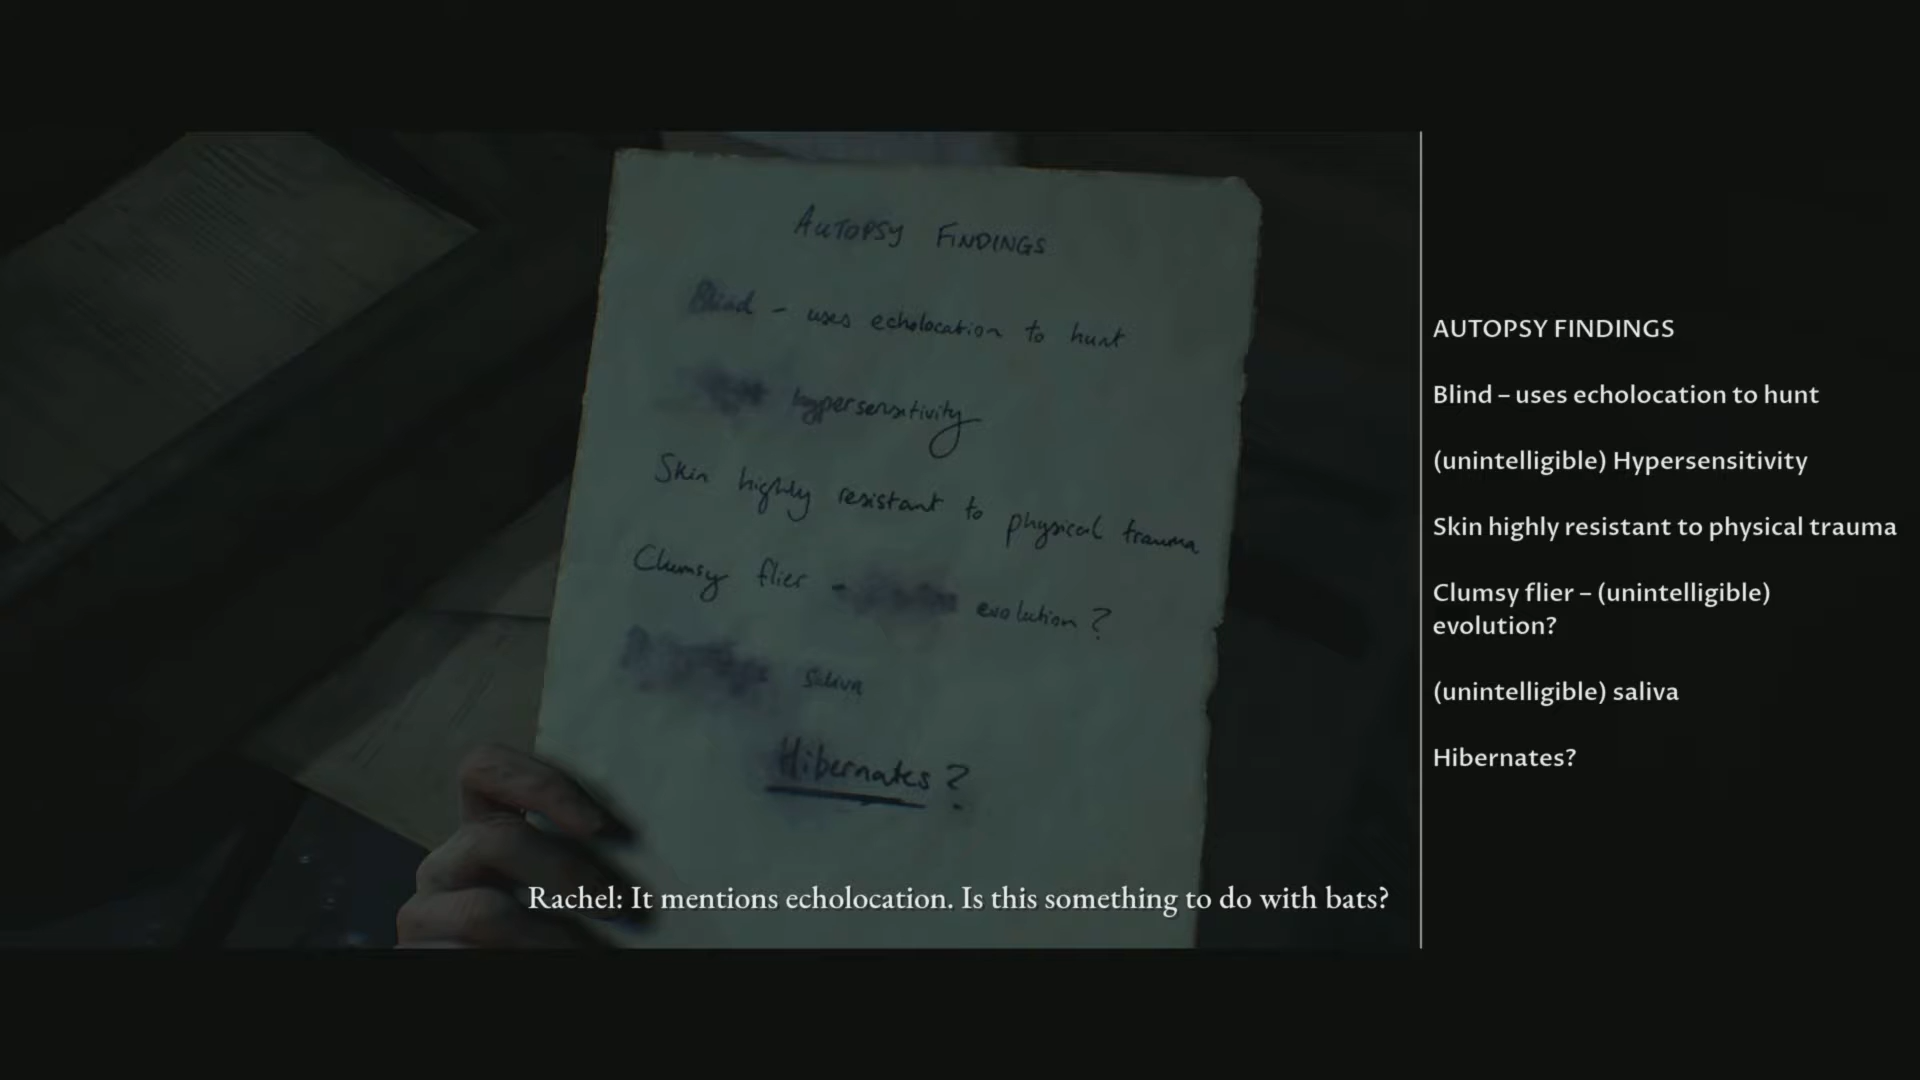 AUTOPSY FINDINGS
Blind - uses echolocation to hunt
hypersensitivity
Skin highly resistant to physical trauma
Clumsy flier - evolution?
saliva
Hibernates?
Rachel: It mentions echolocation. Is this something to do with bats?
AUTOPSY FINDINGS
Blind – uses echolocation to hunt
(unintelligible) Hypersensitivity
Skin highly resistant to physical trauma
Clumsy flier – (unintelligible)
evolution?
(unintelligible) saliva
Hibernates?